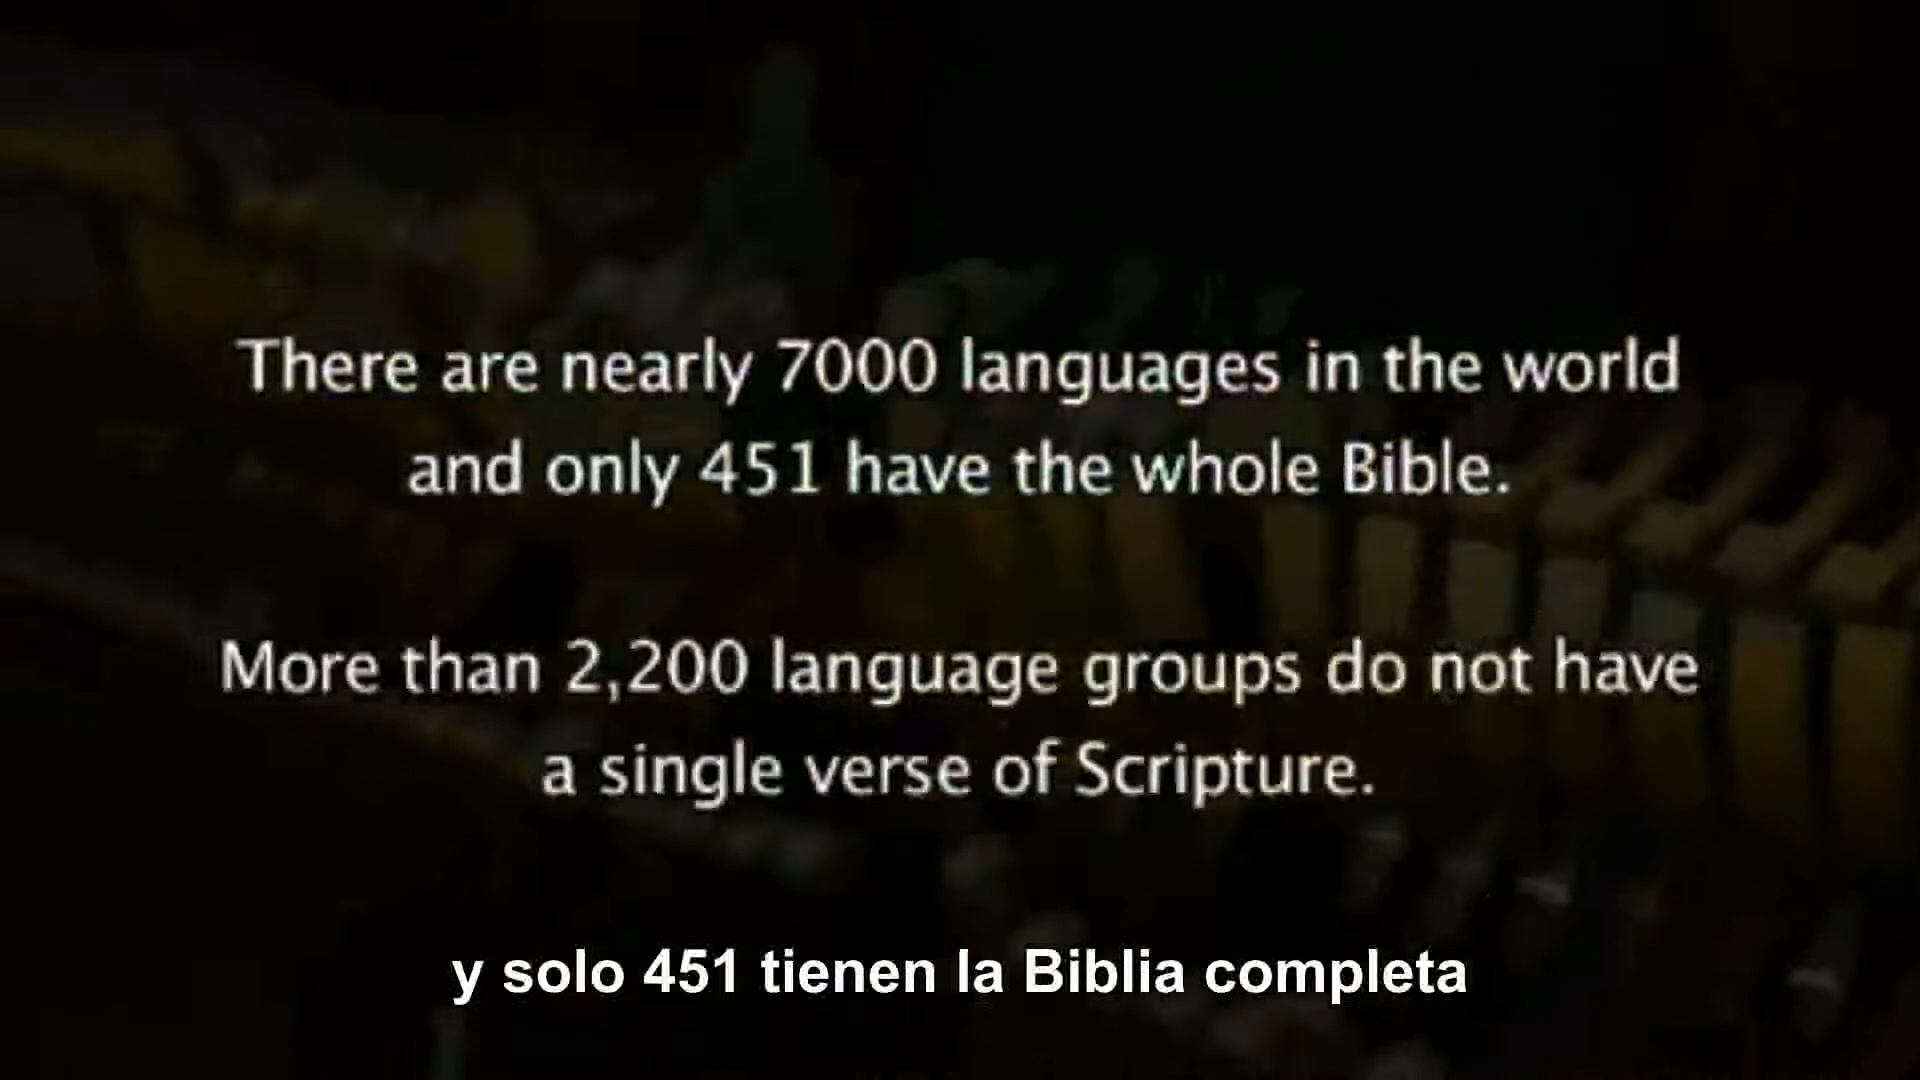 There are nearly 7000 languages in the world
and only 451 have the whole Bible.
More than 2,200 language groups do not have
a single verse of Scripture.
y solo 451 tienen la Biblia completa